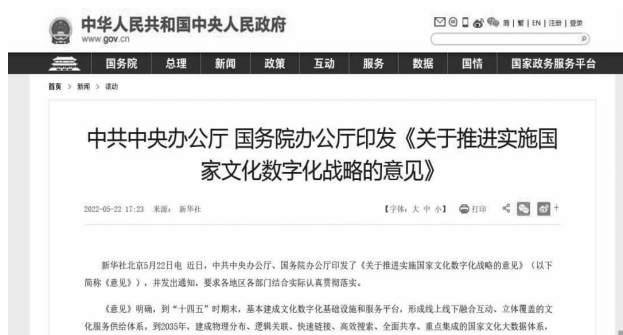 中华人民共和国中央人民政府
www.gov.cn
简 | 繁 | EN | 注册 | 登录
国务院 总理 新闻 政策 互动 服务 数据 国情 国家政务服务平台
首页 > 新闻 > 滚动
中共中央办公厅 国务院办公厅印发《关于推进实施国
家文化数字化战略的意见》
2022-05-22 17:23 来源: 新华社 【字体: 大 中 小】 打印 +
新华社北京5月22日电 近日，中共中央办公厅、国务院办公厅印发了《关于推进实施国家文化数字化战略的意见》（以下
简称《意见》），并发出通知，要求各地区各部门结合实际认真贯彻落实。
《意见》明确，到“十四五”时期末，基本建成文化数字化基础设施和服务平台，形成线上线下融合互动、立体覆盖的文
化服务供给体系。到2035年，建成物理分布、逻辑关联、快速链接、高效搜索、全面共享、重点集成的国家文化大数据体系，